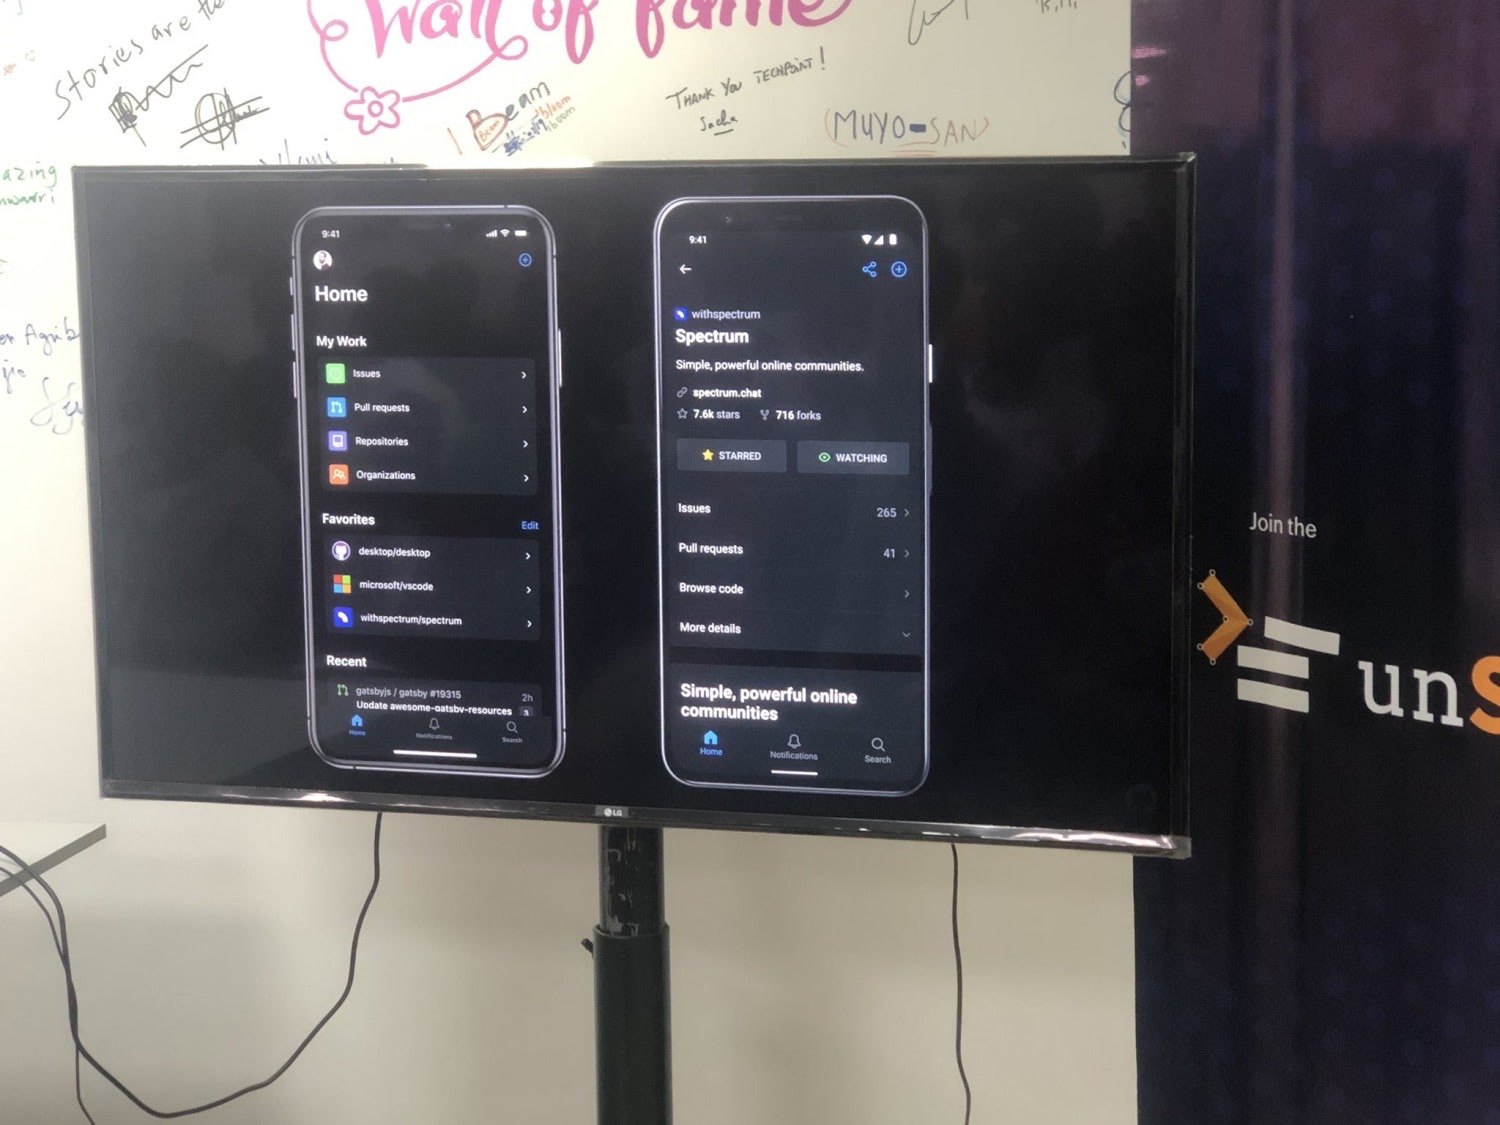 Wall of fame
Stories are the
THANK YOU TECHPOINT!
Sacha
Beam
(MUYO-SAN)
9:41
Home
My Work
Issues
Pull requests
Repositories
Organizations
Favorites
Edit
desktop/desktop
microsoft/vscode
withspectrum/spectrum
Recent
gatsbyjs / gatsby #19315
2h
Update awesome-gatsby-resources
3
Home
Notifications
Search
9:41
withspectrum
Spectrum
Simple, powerful online communities.
spectrum.chat
7.6k stars 716 forks
STARRED
WATCHING
Issues 265
Pull requests 41
Browse code
More details
Simple, powerful online
communities
Home
Notifications
Search
LG
Join the
unS